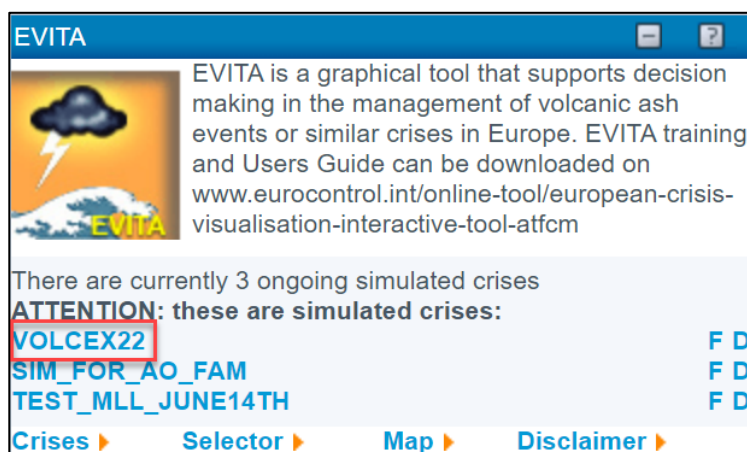 EVITA
EVITA
EVITA is a graphical tool that supports decision
making in the management of volcanic ash
events or similar crises in Europe. EVITA training
and Users Guide can be downloaded on
www.eurocontrol.int/online-tool/european-crisis-
visualisation-interactive-tool-atfcm
There are currently 3 ongoing simulated crises
ATTENTION: these are simulated crises:
VOLCEX22 F D
SIM_FOR_AO_FAM F D
TEST_MLL_JUNE14TH F D
Crises Selector Map Disclaimer